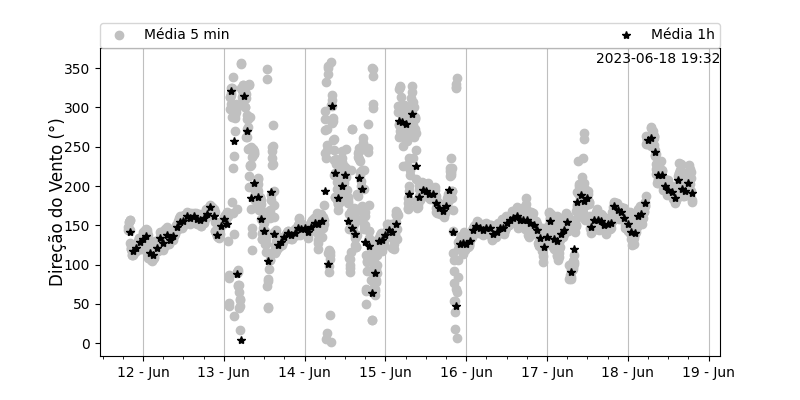 Média 5 min
Média 1h
2023-06-18 19:32
Direção do Vento (°)
350
300
250
200
150
100
50
0
12 - Jun
13 - Jun
14 - Jun
15 - Jun
16 - Jun
17 - Jun
18 - Jun
19 - Jun